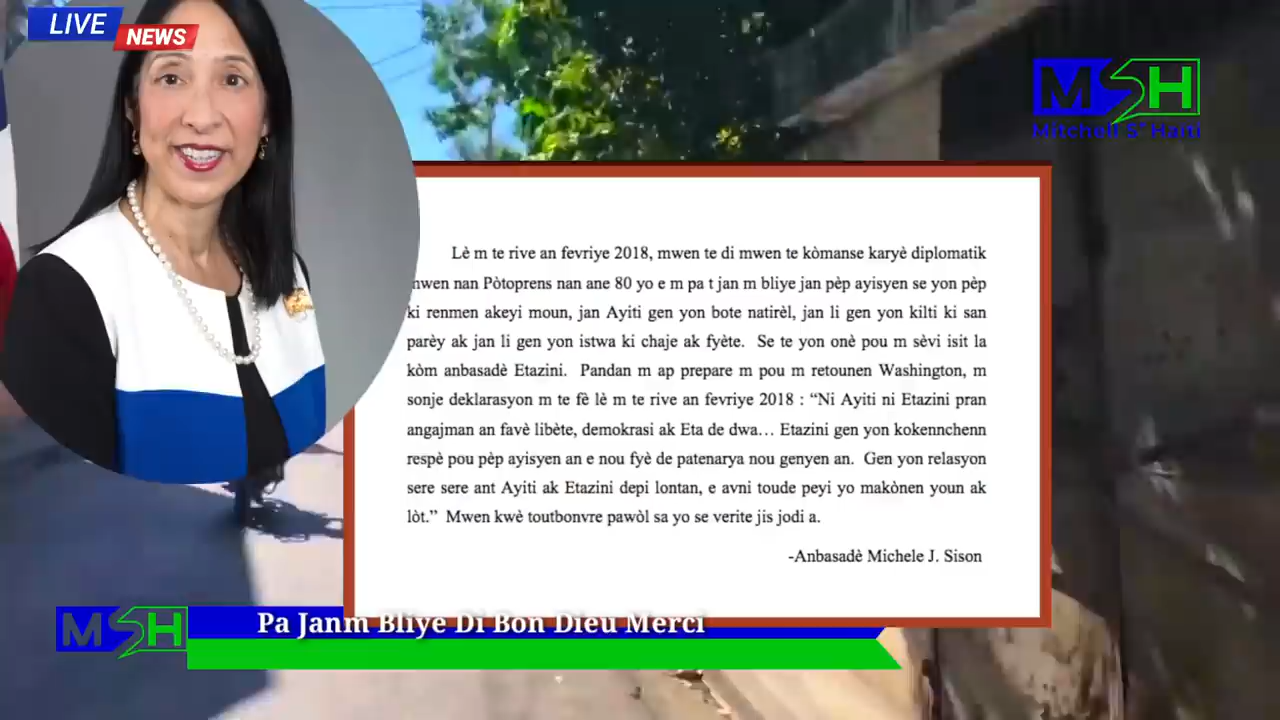 LIVE
NEWS
MSH
Mitchell S* Haiti
Lè m te rive an fevriye 2018, mwen te di mwen te kòmanse karyè diplomatik
mwen nan Pòtoprens nan ane 80 yo e m pa t jan m bliye jan pèp ayisyen se yon pèp
ki renmen akeyi moun, jan Ayiti gen yon bote natirèl, jan li gen yon kilti ki san
parèy ak jan li gen yon istwa ki chaje ak fyète. Se te yon onè pou m sèvi isit la
kòm anbasadè Etazini. Pandan m ap prepare m pou m retounen Washington, m
sonje deklarasyon m te fè lè m te rive an fevriye 2018 : “Ni Ayiti ni Etazini pran
angajman an favè libète, demokrasi ak Eta de dwa… Etazini gen yon kokennchenn
respè pou pèp ayisyen an e nou fyè de patenarya nou genyen an. Gen yon relasyon
sere sere ant Ayiti ak Etazini depi lontan, e avni toude peyi yo makònen youn ak
lòt.” Mwen kwè toutbonvre pawòl sa yo se verite jis jodi a.
-Anbasadè Michele J. Sison
MSH
Pa Janm Bliye Di Bon Dieu Merci